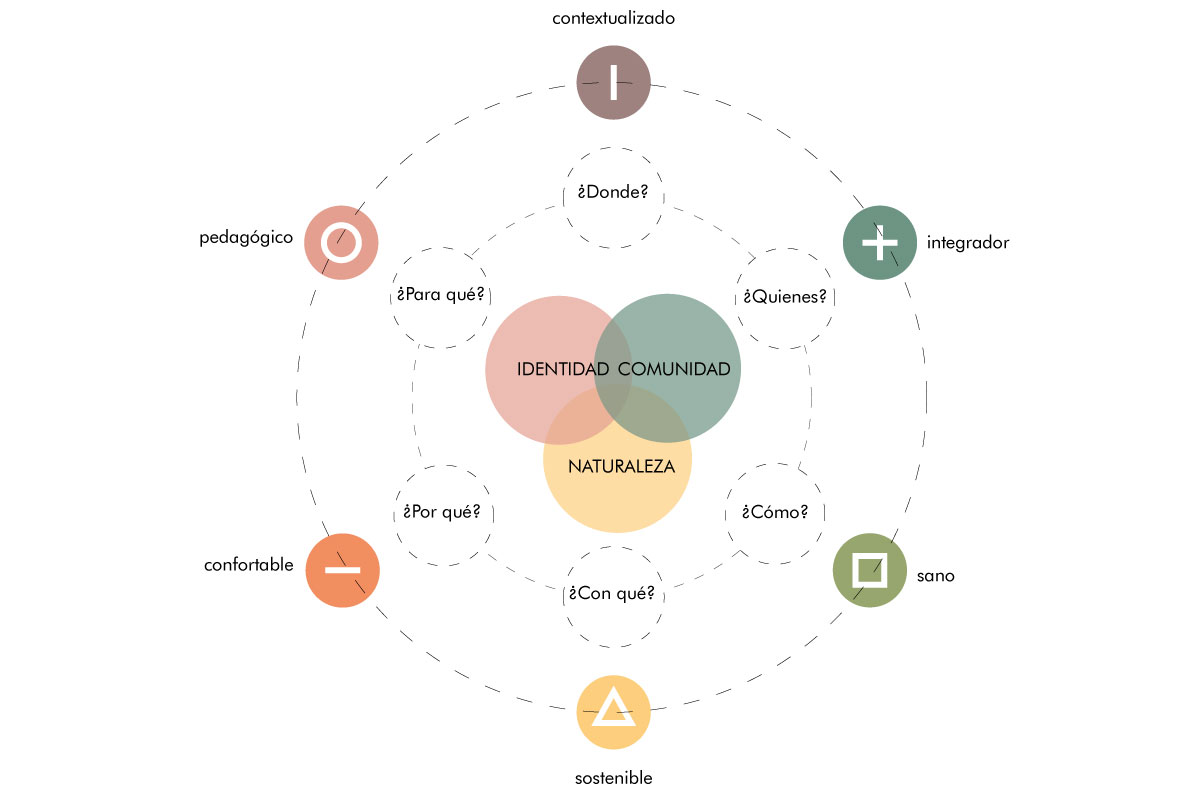 contextualizado
¿Donde?
pedagógico
integrador
¿Para qué?
¿Quienes?
IDENTIDAD
COMUNIDAD
NATURALEZA
¿Por qué?
¿Cómo?
confortable
sano
¿Con qué?
sostenible